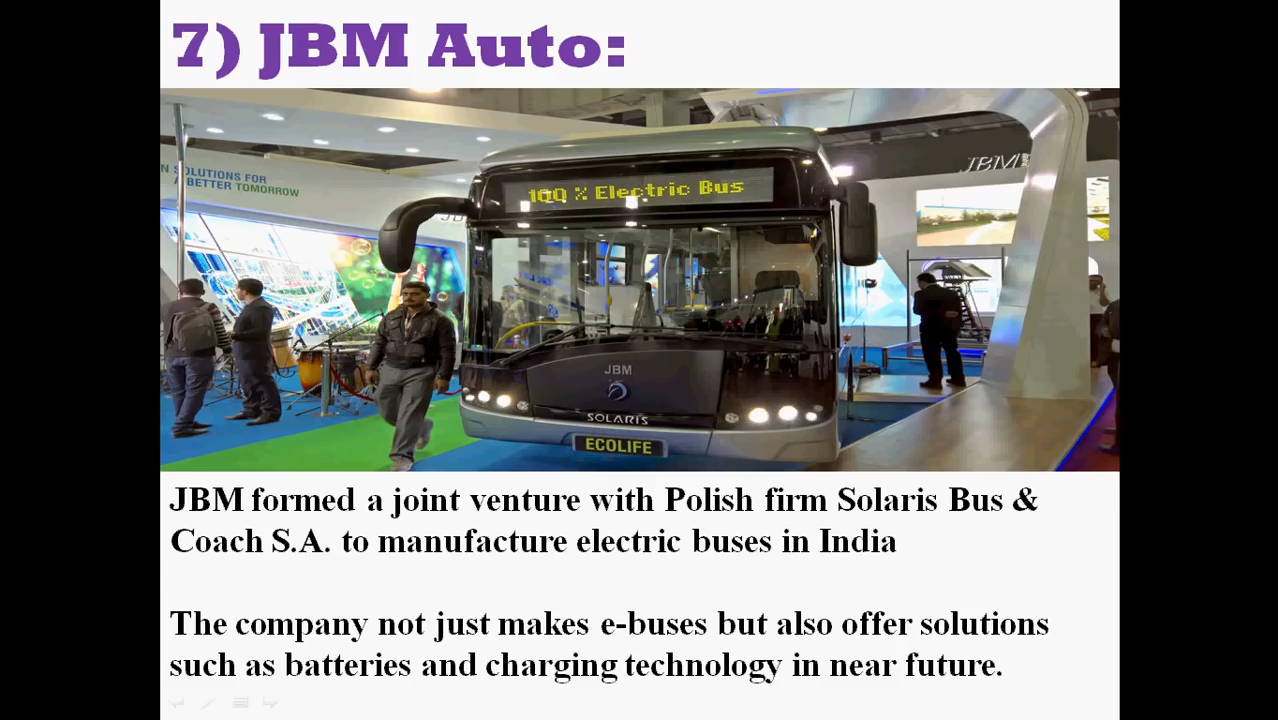 7) JBM Auto:
N SOLUTIONS FOR
A BETTER TOMORROW
100 % Electric Bus
JBM
JBM
SOLARIS
ECOLIFE
JBM formed a joint venture with Polish firm Solaris Bus &
Coach S.A. to manufacture electric buses in India
The company not just makes e-buses but also offer solutions
such as batteries and charging technology in near future.